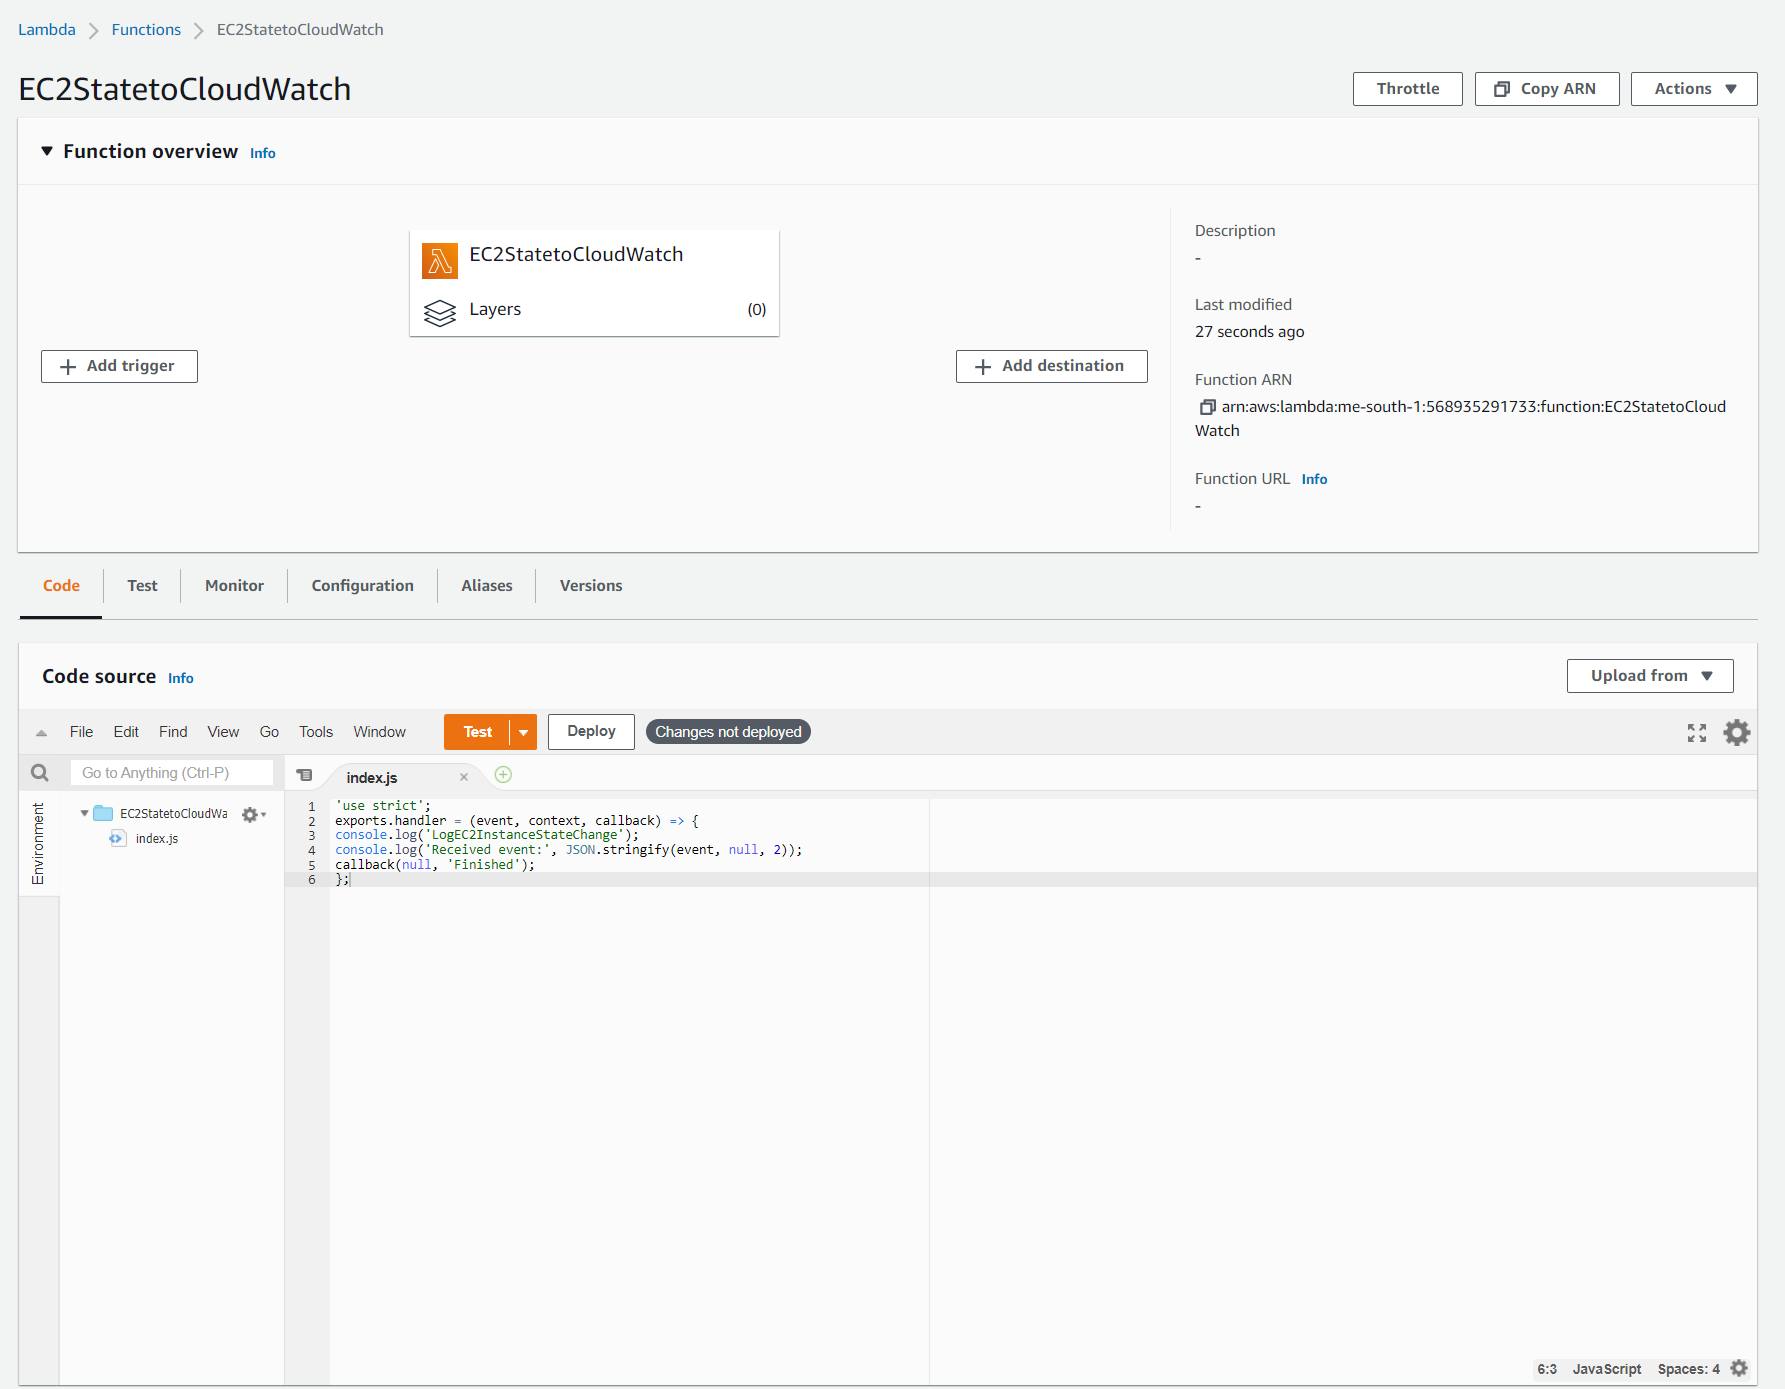 Lambda > Functions > EC2StatetoCloudWatch
EC2StatetoCloudWatch
Throttle
Copy ARN
Actions
Function overview Info
EC2StatetoCloudWatch
Layers (0)
Add trigger
Add destination
Description
-
Last modified
27 seconds ago
Function ARN
arn:aws:lambda:me-south-1:568935291733:function:EC2StatetoCloud
Watch
Function URL Info
-
Code
Test
Monitor
Configuration
Aliases
Versions
Code source Info
Upload from
File Edit Find View Go Tools Window
Test
Deploy
Changes not deployed
Go to Anything (Ctrl-P)
index.js
Environment
EC2StatetoCloudWa
index.js
1 'use strict';
2 exports.handler = (event, context, callback) => {
3 console.log('LogEC2InstanceStateChange');
4 console.log('Received event:', JSON.stringify(event, null, 2));
5 callback(null, 'Finished');
6 };
6:3 JavaScript Spaces: 4